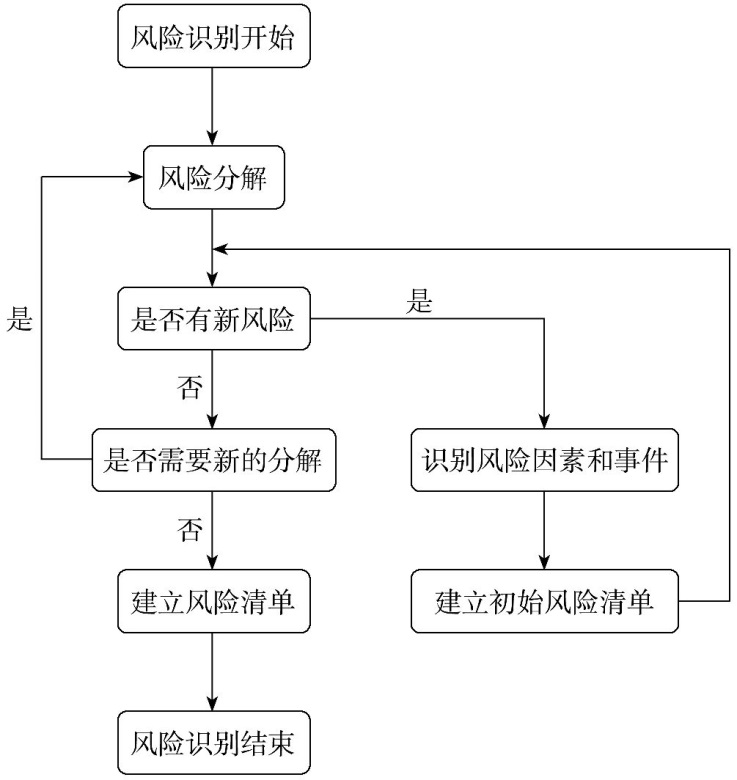 风险识别开始
风险分解
是
是否有新风险
是
否
是否需要新的分解
识别风险因素和事件
否
建立风险清单
建立初始风险清单
风险识别结束